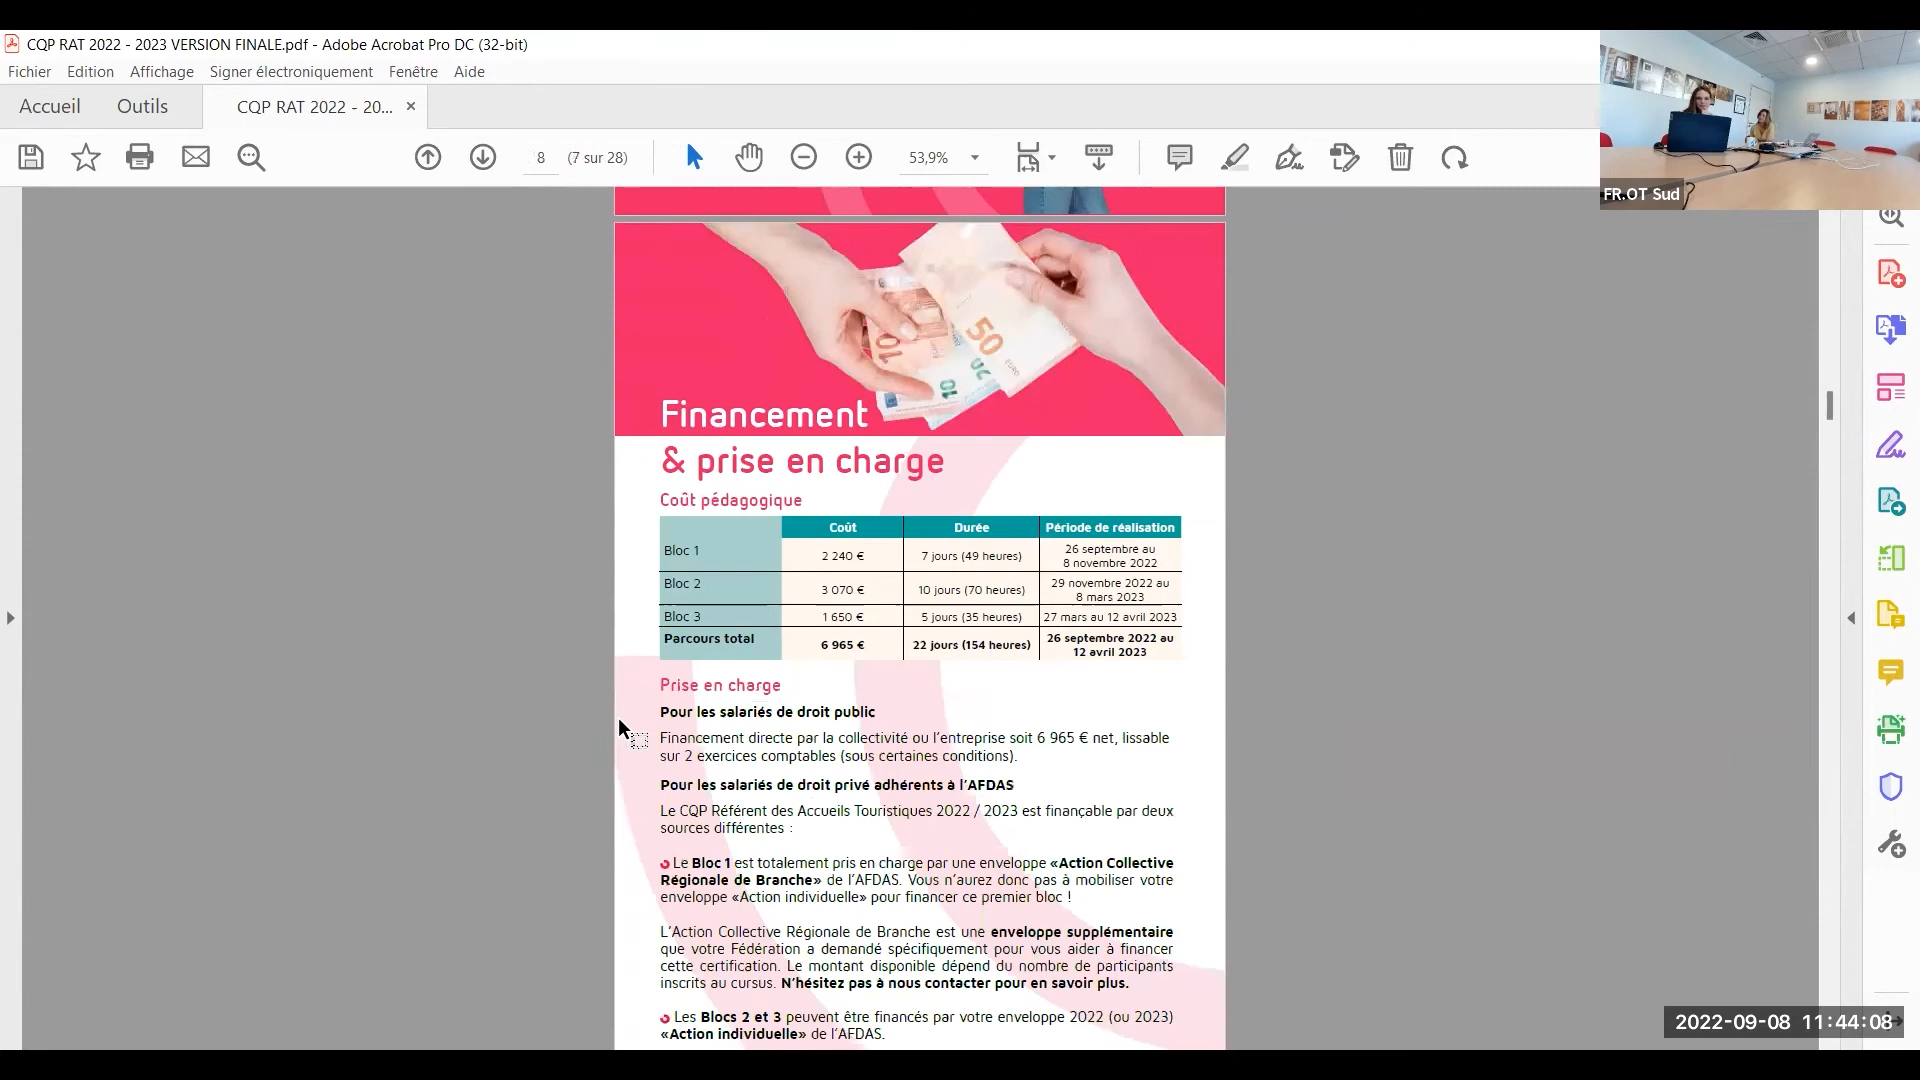 CQP RAT 2022 - 2023 VERSION FINALE.pdf - Adobe Acrobat Pro DC (32-bit)
Fichier Edition Affichage Signer électroniquement Fenêtre Aide
Accueil Outils CQP RAT 2022 - 20... ×
8 (7 sur 28) 53,9%
FR.OT Sud
10 50 20 10
EURO
Financement
& prise en charge
Coût pédagogique
Coût Durée Période de réalisation
Bloc 1 2 240 € 7 jours (49 heures) 26 septembre au
8 novembre 2022
Bloc 2 3 070 € 10 jours (70 heures) 29 novembre 2022 au
8 mars 2023
Bloc 3 1 650 € 5 jours (35 heures) 27 mars au 12 avril 2023
Parcours total 6 965 € 22 jours (154 heures) 26 septembre 2022 au
12 avril 2023
Prise en charge
Pour les salariés de droit public
Financement directe par la collectivité ou l'entreprise soit 6 965 € net, lissable
sur 2 exercices comptables (sous certaines conditions).
Pour les salariés de droit privé adhérents à l'AFDAS
Le CQP Référent des Accueils Touristiques 2022 / 2023 est finançable par deux
sources différentes :
Le Bloc 1 est totalement pris en charge par une enveloppe «Action Collective
Régionale de Branche» de l'AFDAS. Vous n'aurez donc pas à mobiliser votre
enveloppe «Action individuelle» pour financer ce premier bloc !
L'Action Collective Régionale de Branche est une enveloppe supplémentaire
que votre Fédération a demandé spécifiquement pour vous aider à financer
cette certification. Le montant disponible dépend du nombre de participants
inscrits au cursus. N'hésitez pas à nous contacter pour en savoir plus.
Les Blocs 2 et 3 peuvent être financés par votre enveloppe 2022 (ou 2023)
«Action individuelle» de l'AFDAS.
2022-09-08 11:44:08